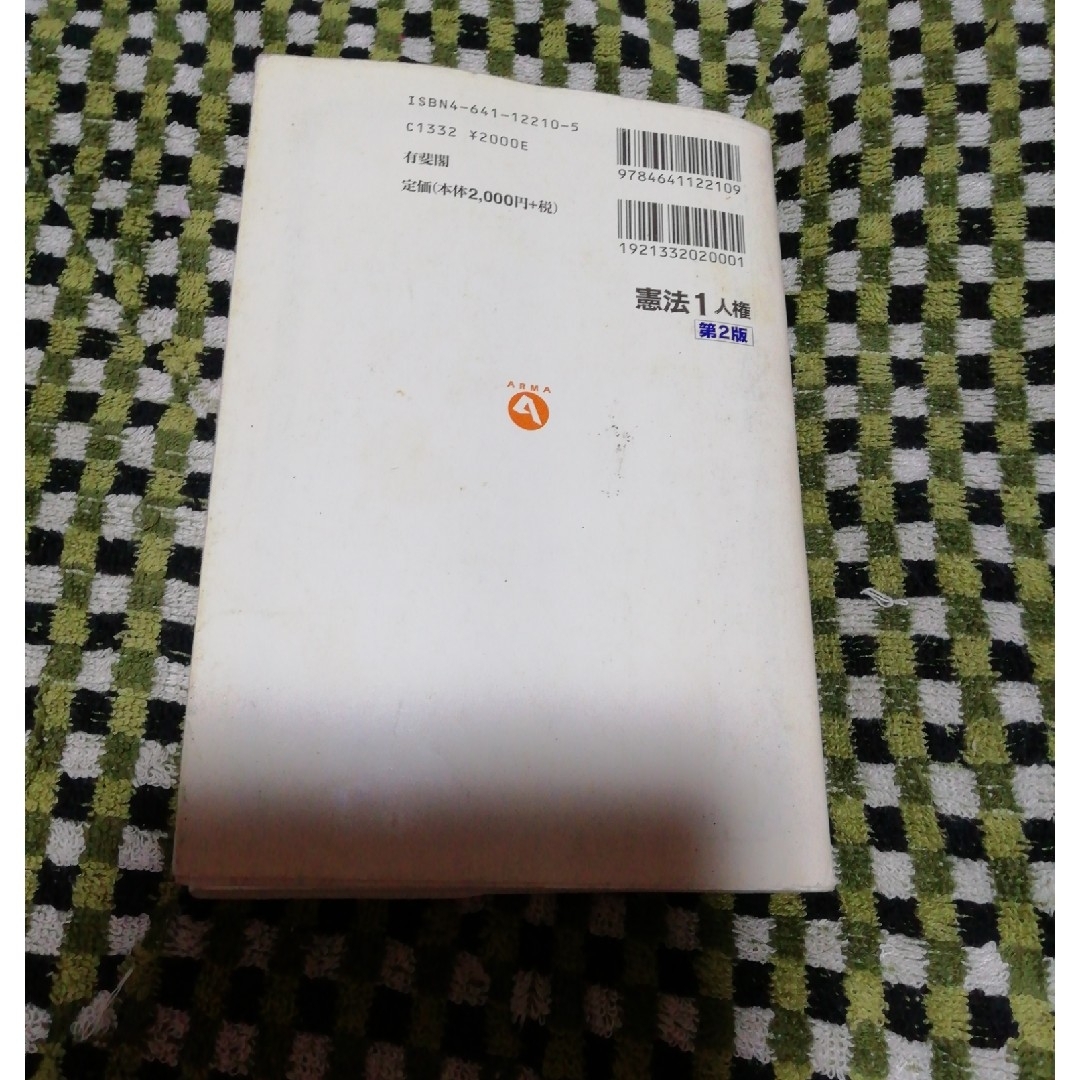 ISBN4-641-12210-5
C1332 ¥2000E
有斐閣
定価(本体2,000円+税)
9784641122109
1921332020001
憲法1人権
第2版
ARMA